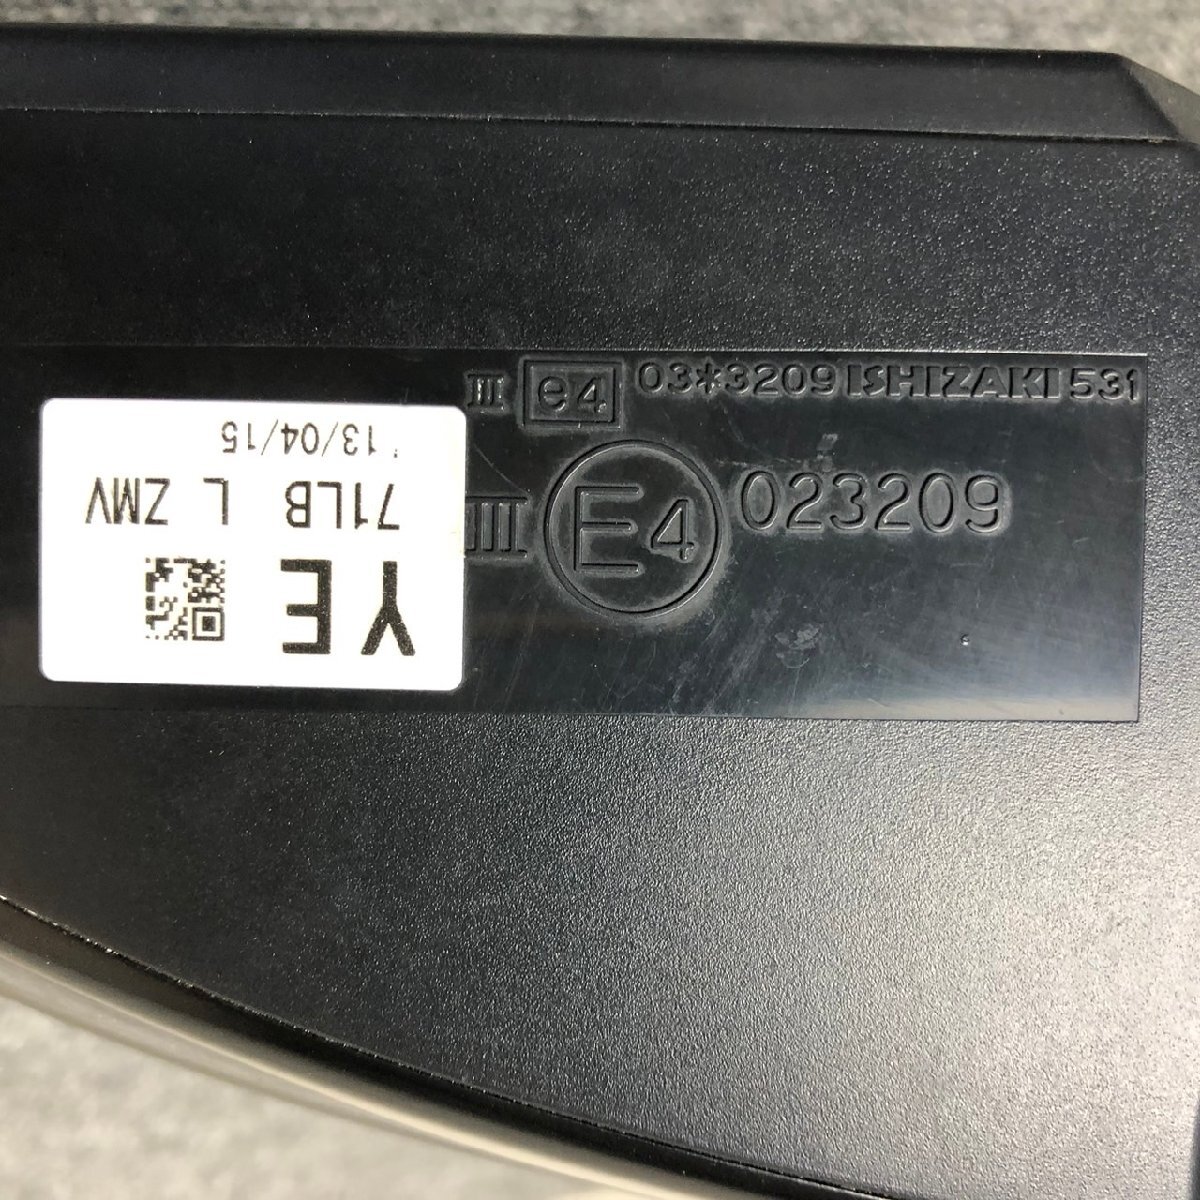 III e4 03*3209 ISHIZAKI 531
III E4 023209
YE
71LB L ZMV
'13/04/15